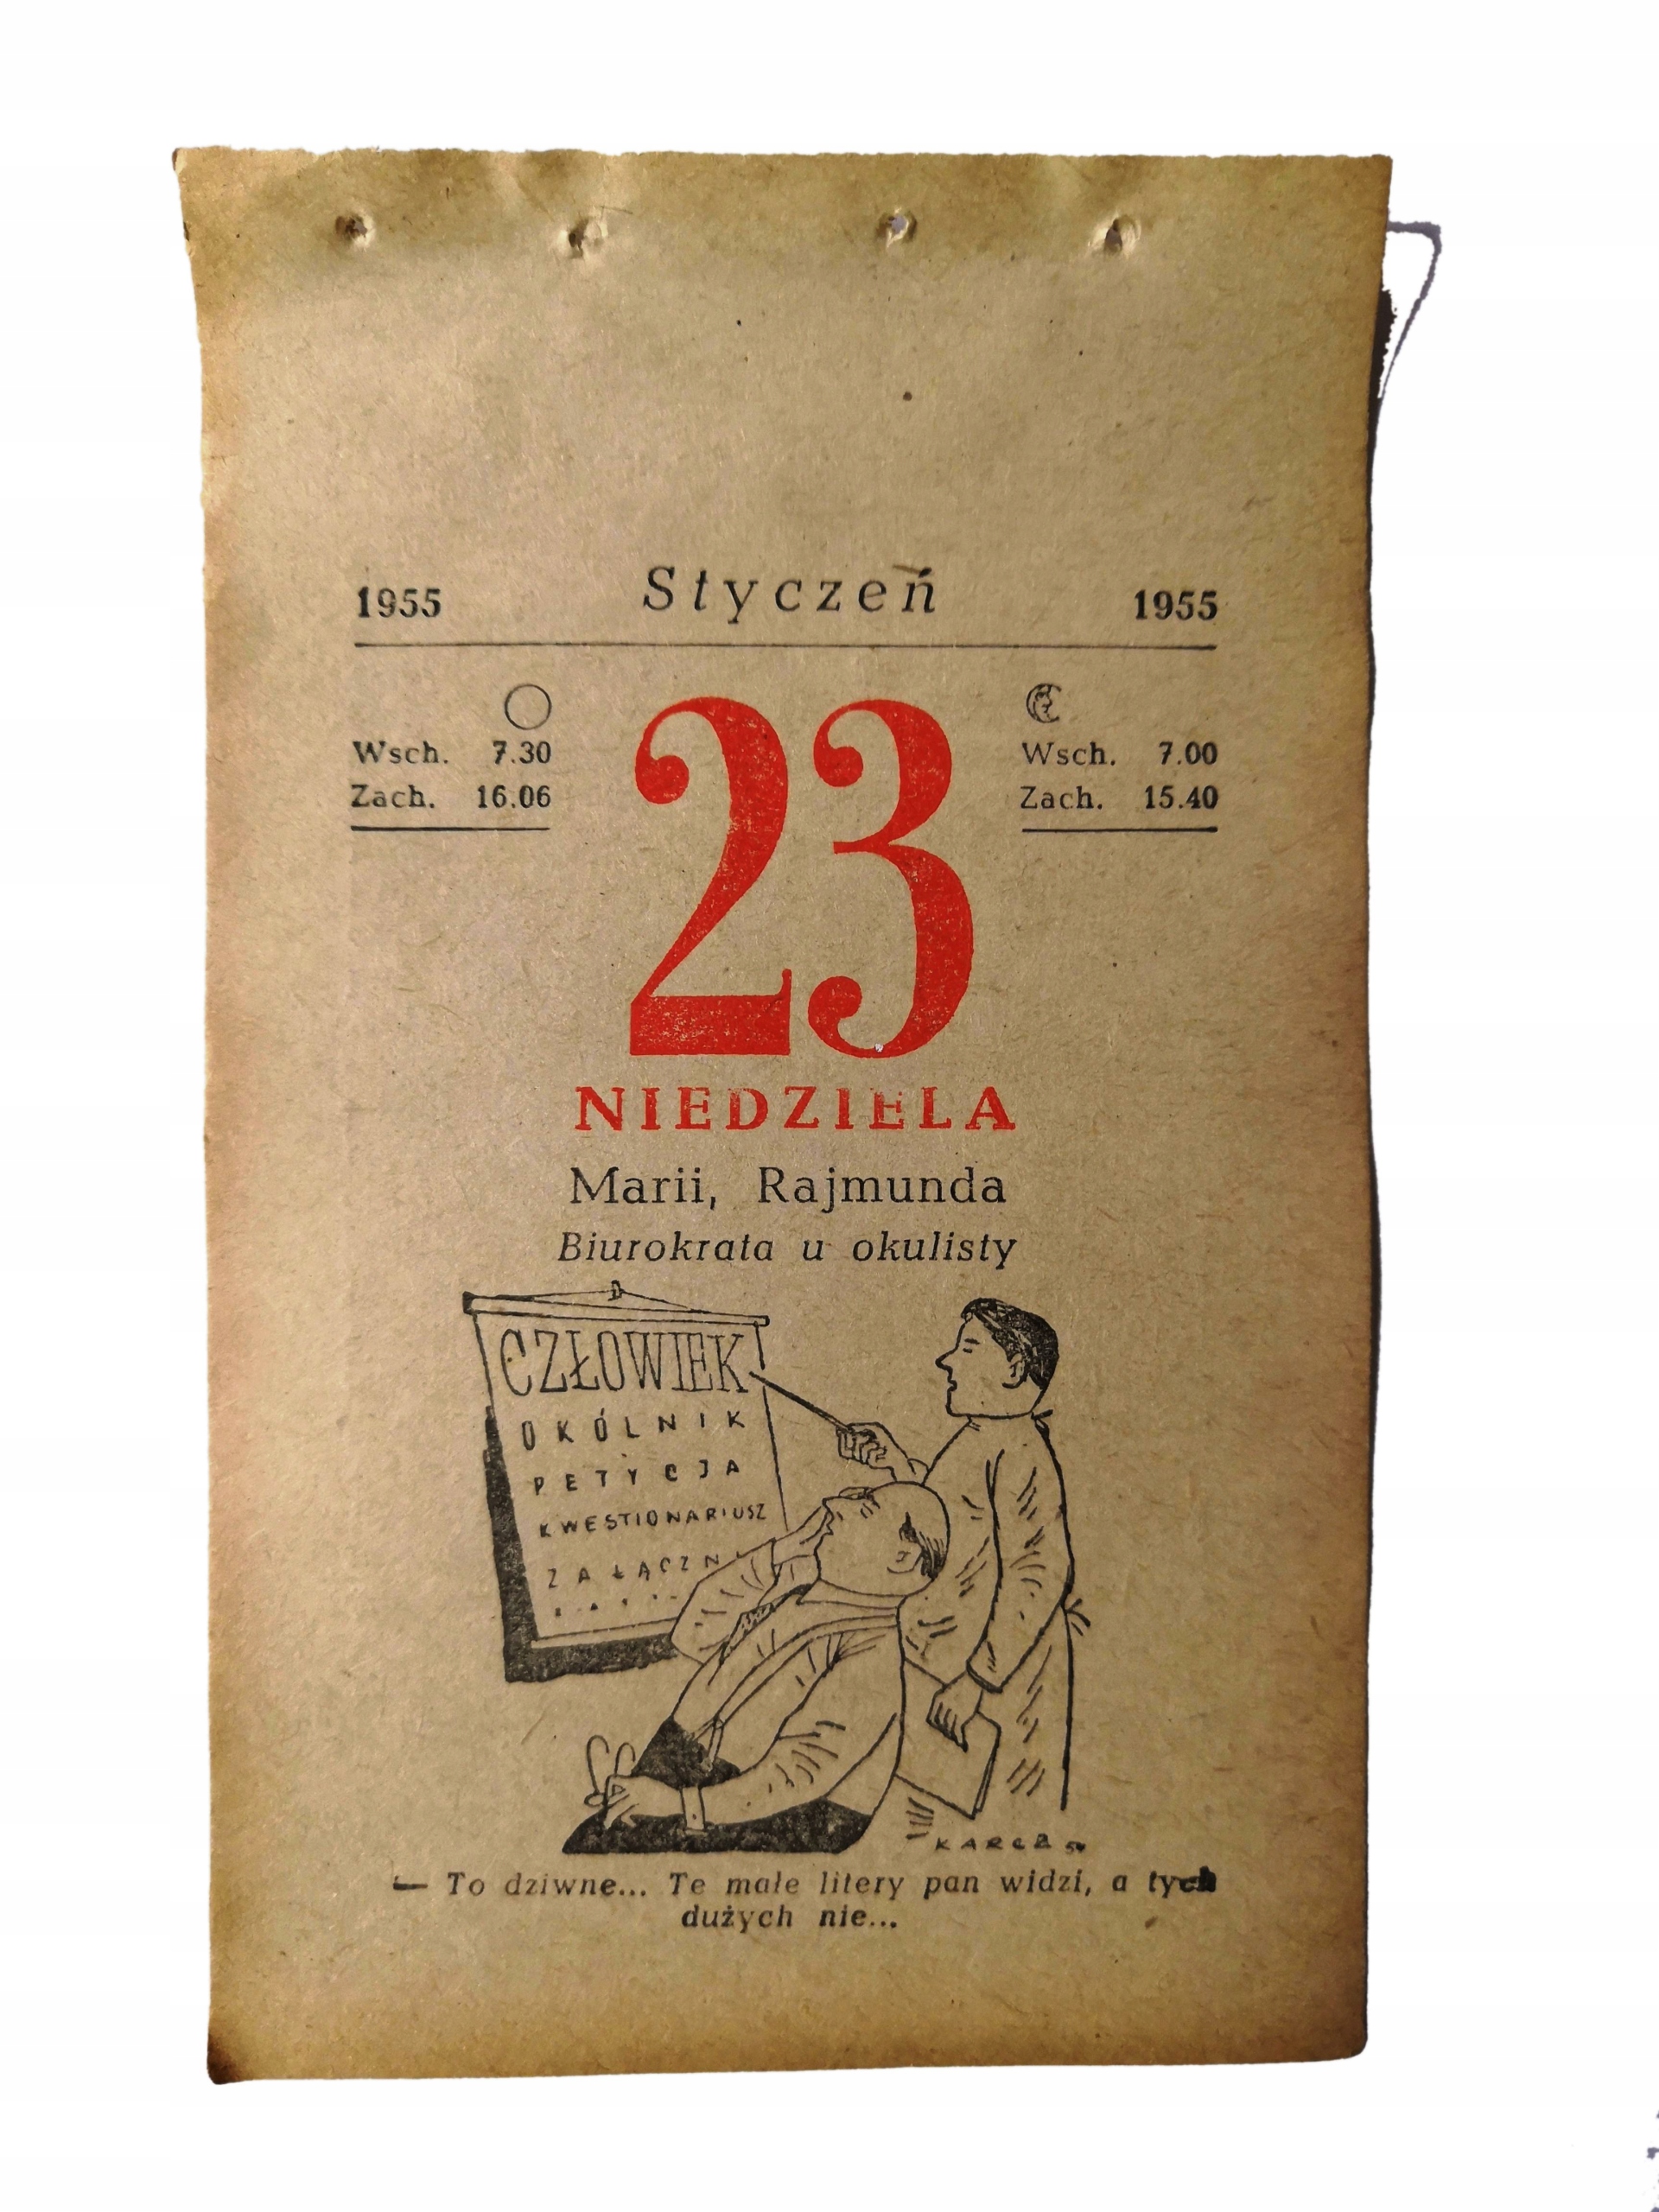 1955 Styczeń 1955
Wsch. 7.30
Zach. 16.06
23
Wsch. 7.00
Zach. 15.40
NIEDZIELA
Marii, Rajmunda
Biurokrata u okulisty
CZŁOWIEK
OKÓLNIK
PETYCJA
KWESTIONARIUSZ
ZAŁĄCZN
— To dziwne... Te małe litery pan widzi, a tych
dużych nie...